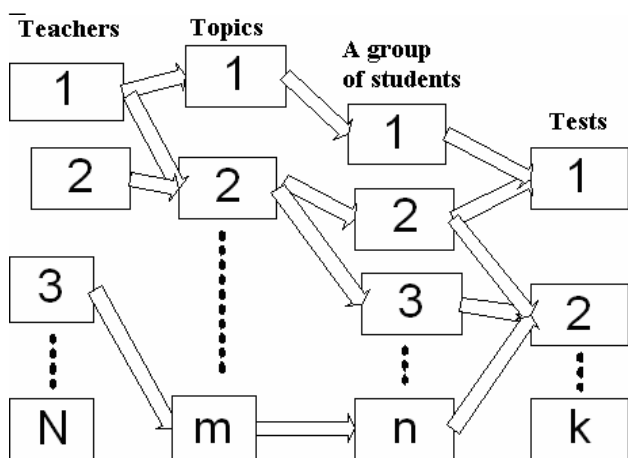 Teachers
Topics
A group
of students
Tests
1
1
1
1
2
2
2
2
3
3
N
m
n
k